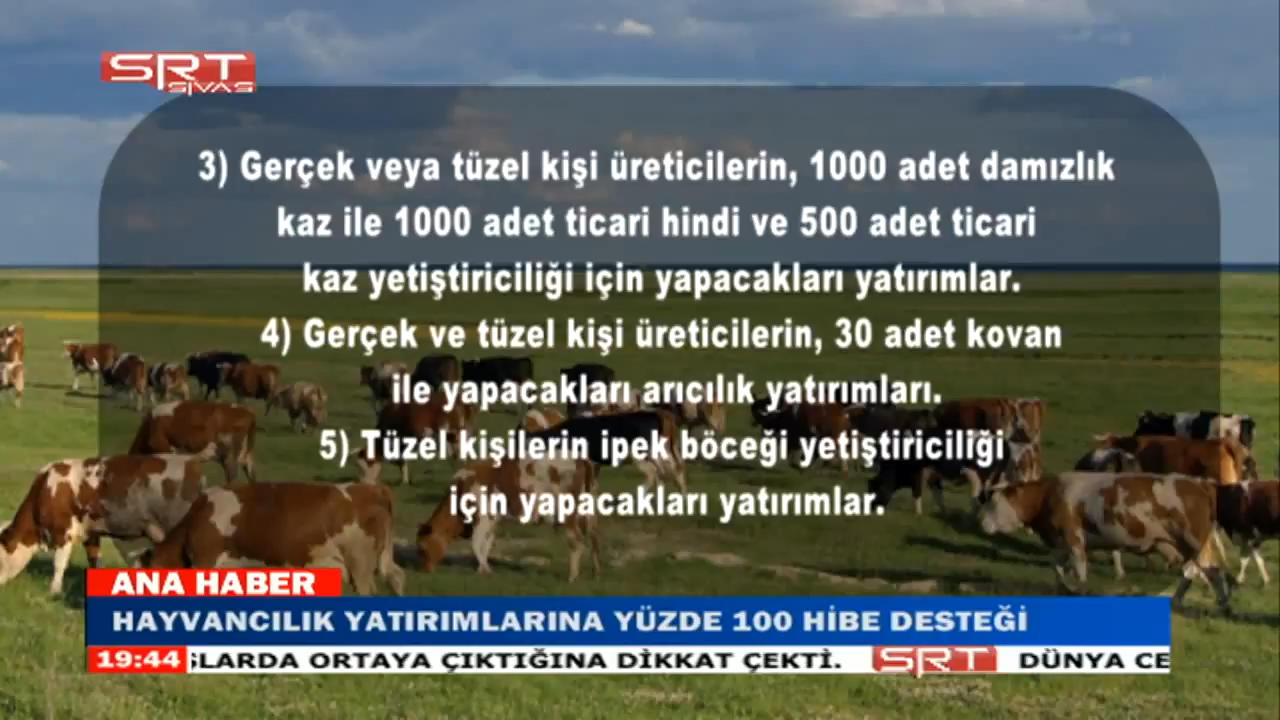 SRT
SİVAS
3) Gerçek veya tüzel kişi üreticilerin, 1000 adet damızlık
kaz ile 1000 adet ticari hindi ve 500 adet ticari
kaz yetiştiriciliği için yapacakları yatırımlar.
4) Gerçek ve tüzel kişi üreticilerin, 30 adet kovan
ile yapacakları arıcılık yatırımları.
5) Tüzel kişilerin ipek böceği yetiştiriciliği
için yapacakları yatırımlar.
ANA HABER
HAYVANCILIK YATIRIMLARINA YÜZDE 100 HİBE DESTEĞİ
19:44 ŞLARDA ORTAYA ÇIKTIĞINA DİKKAT ÇEKTİ. SRT DÜNYA CE